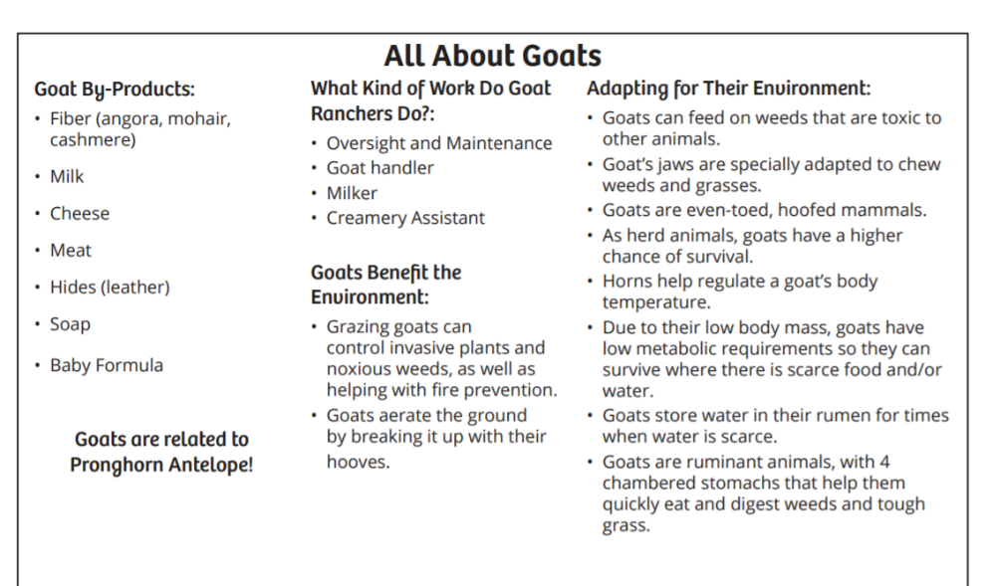 All About Goats
Goat By-Products:
• Fiber (angora, mohair,
cashmere)
• Milk
• Cheese
• Meat
• Hides (leather)
• Soap
• Baby Formula
Goats are related to
Pronghorn Antelope!
What Kind of Work Do Goat
Ranchers Do?:
• Oversight and Maintenance
• Goat handler
• Milker
• Creamery Assistant
Goats Benefit the
Environment:
• Grazing goats can
control invasive plants and
noxious weeds, as well as
helping with fire prevention.
• Goats aerate the ground
by breaking it up with their
hooves.
Adapting for Their Environment:
• Goats can feed on weeds that are toxic to
other animals.
• Goat’s jaws are specially adapted to chew
weeds and grasses.
• Goats are even-toed, hoofed mammals.
• As herd animals, goats have a higher
chance of survival.
• Horns help regulate a goat’s body
temperature.
• Due to their low body mass, goats have
low metabolic requirements so they can
survive where there is scarce food and/or
water.
• Goats store water in their rumen for times
when water is scarce.
• Goats are ruminant animals, with 4
chambered stomachs that help them
quickly eat and digest weeds and tough
grass.